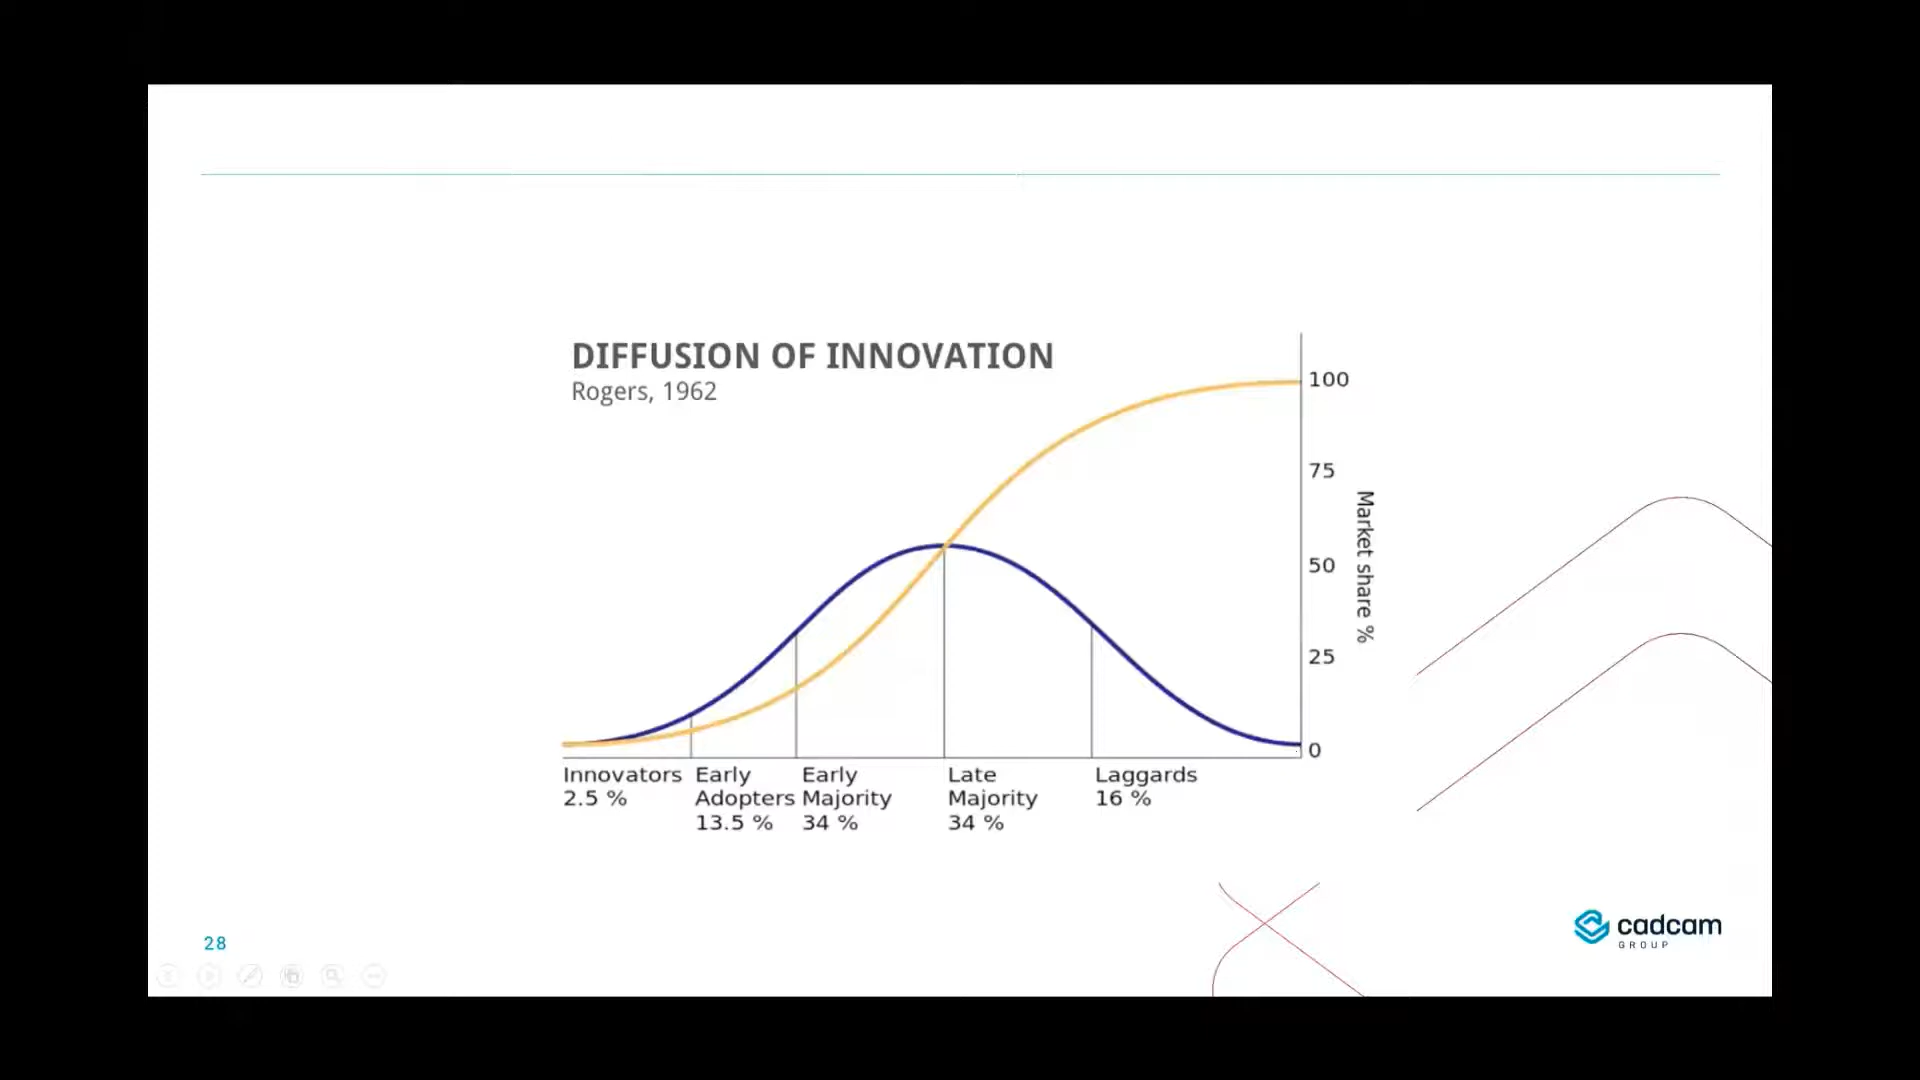 DIFFUSION OF INNOVATION
Rogers, 1962
100
75
50
25
0
Market share %
Innovators
2.5 %
Early
Adopters
13.5 %
Early
Majority
34 %
Late
Majority
34 %
Laggards
16 %
28
cadcam
GROUP